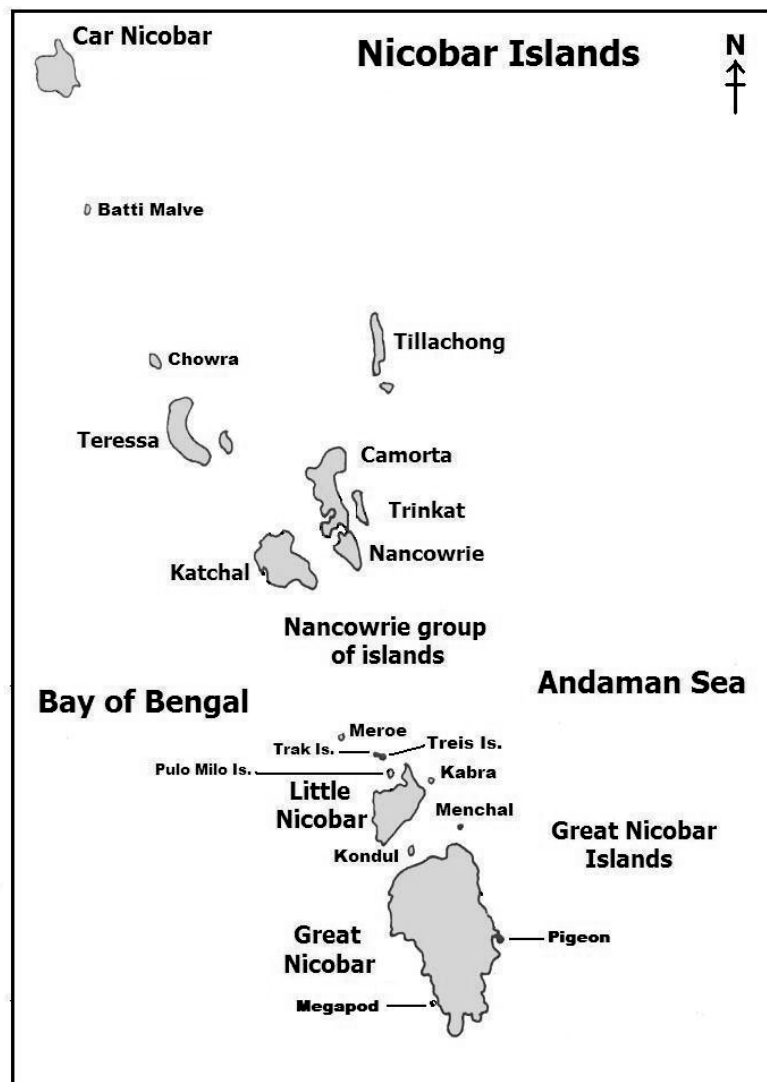 Car Nicobar
Nicobar Islands
N
Batti Malve
Tillachong
Chowra
Teressa
Camorta
Trinkat
Nancowrie
Katchal
Nancowrie group
of islands
Andaman Sea
Bay of Bengal
Meroe
Trak Is.
Treis Is.
Pulo Milo Is.
Kabra
Little
Nicobar
Menchal
Great Nicobar
Islands
Kondul
Great
Nicobar
Pigeon
Megapod